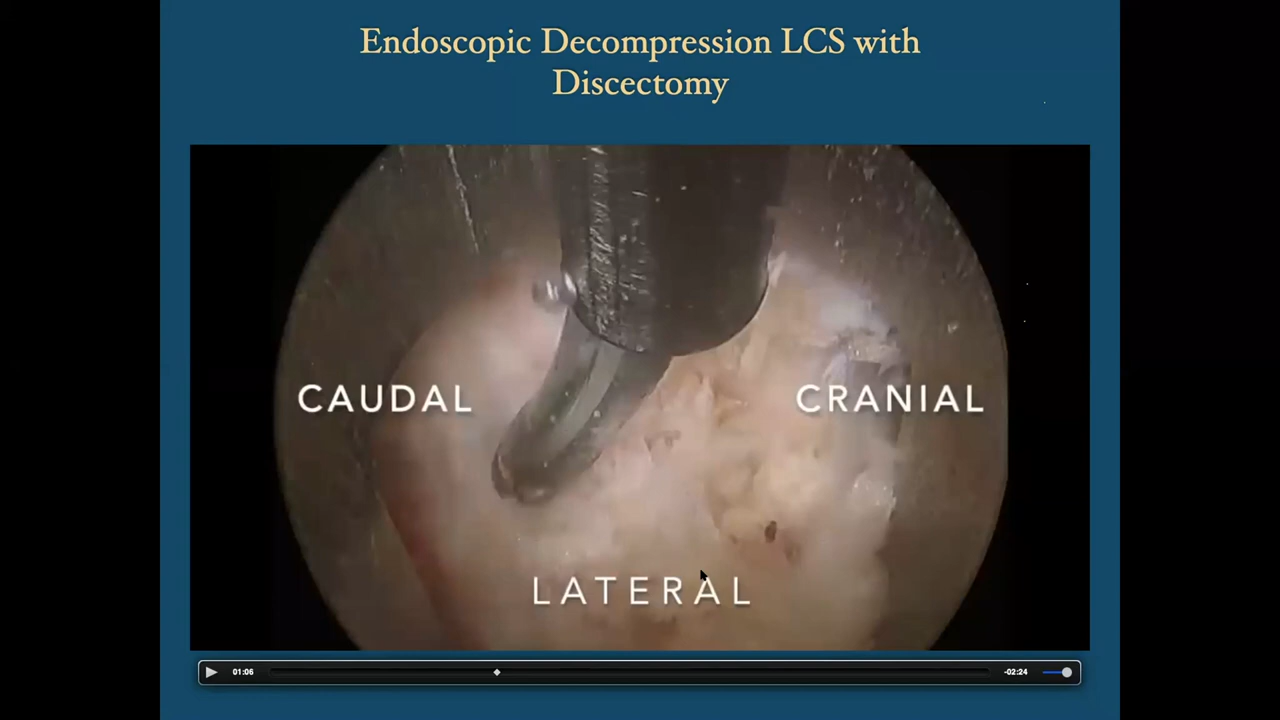 Endoscopic Decompression LCS with
Discectomy
CAUDAL
CRANIAL
LATERAL
01:06
-02:24